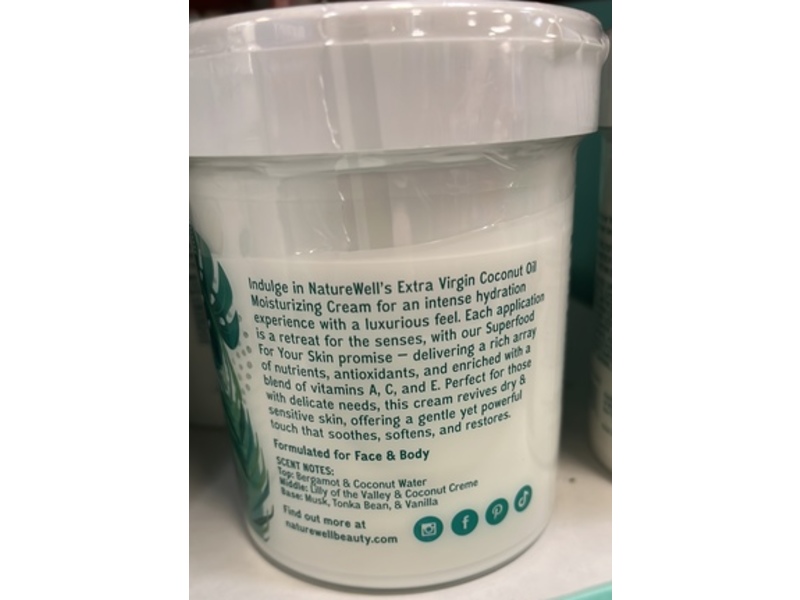 Indulge in NatureWell's Extra Virgin Coconut Oil
Moisturizing Cream for an intense hydration
experience with a luxurious feel. Each application
is a retreat for the senses, with our Superfood
For Your Skin promise — delivering a rich array
of nutrients, antioxidants, and enriched with a
blend of vitamins A, C, and E. Perfect for those
with delicate needs, this cream revives dry &
sensitive skin, offering a gentle yet powerful
touch that soothes, softens, and restores.
Formulated for Face & Body
SCENT NOTES:
Top: Bergamot & Coconut Water
Middle: Lilly of the Valley & Coconut Creme
Base: Musk, Tonka Bean, & Vanilla
Find out more at
naturewellbeauty.com